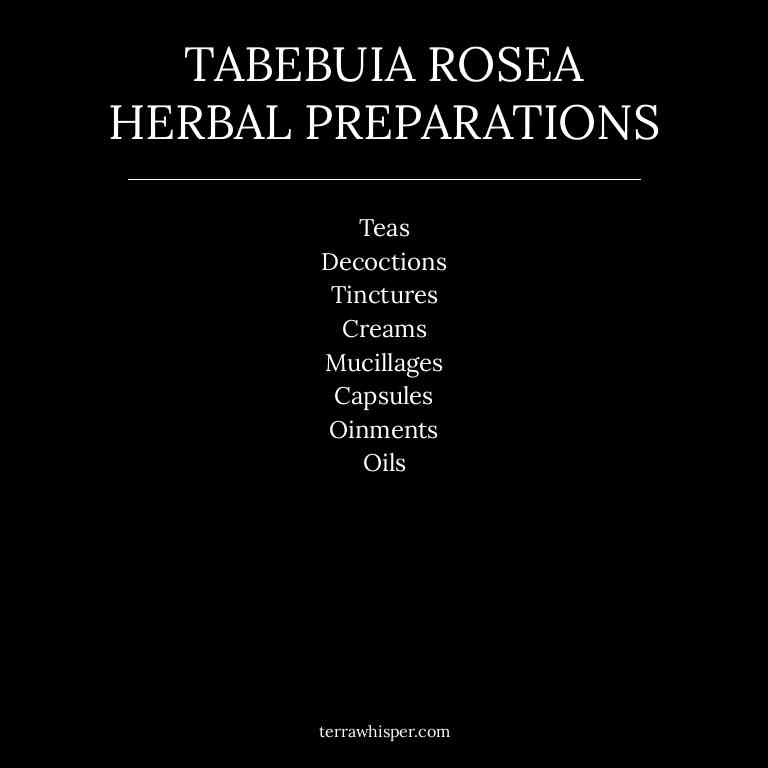 TABEBUIA ROSEA
HERBAL PREPARATIONS
Teas
Decoctions
Tinctures
Creams
Mucillages
Capsules
Oinments
Oils
terrawhisper.com